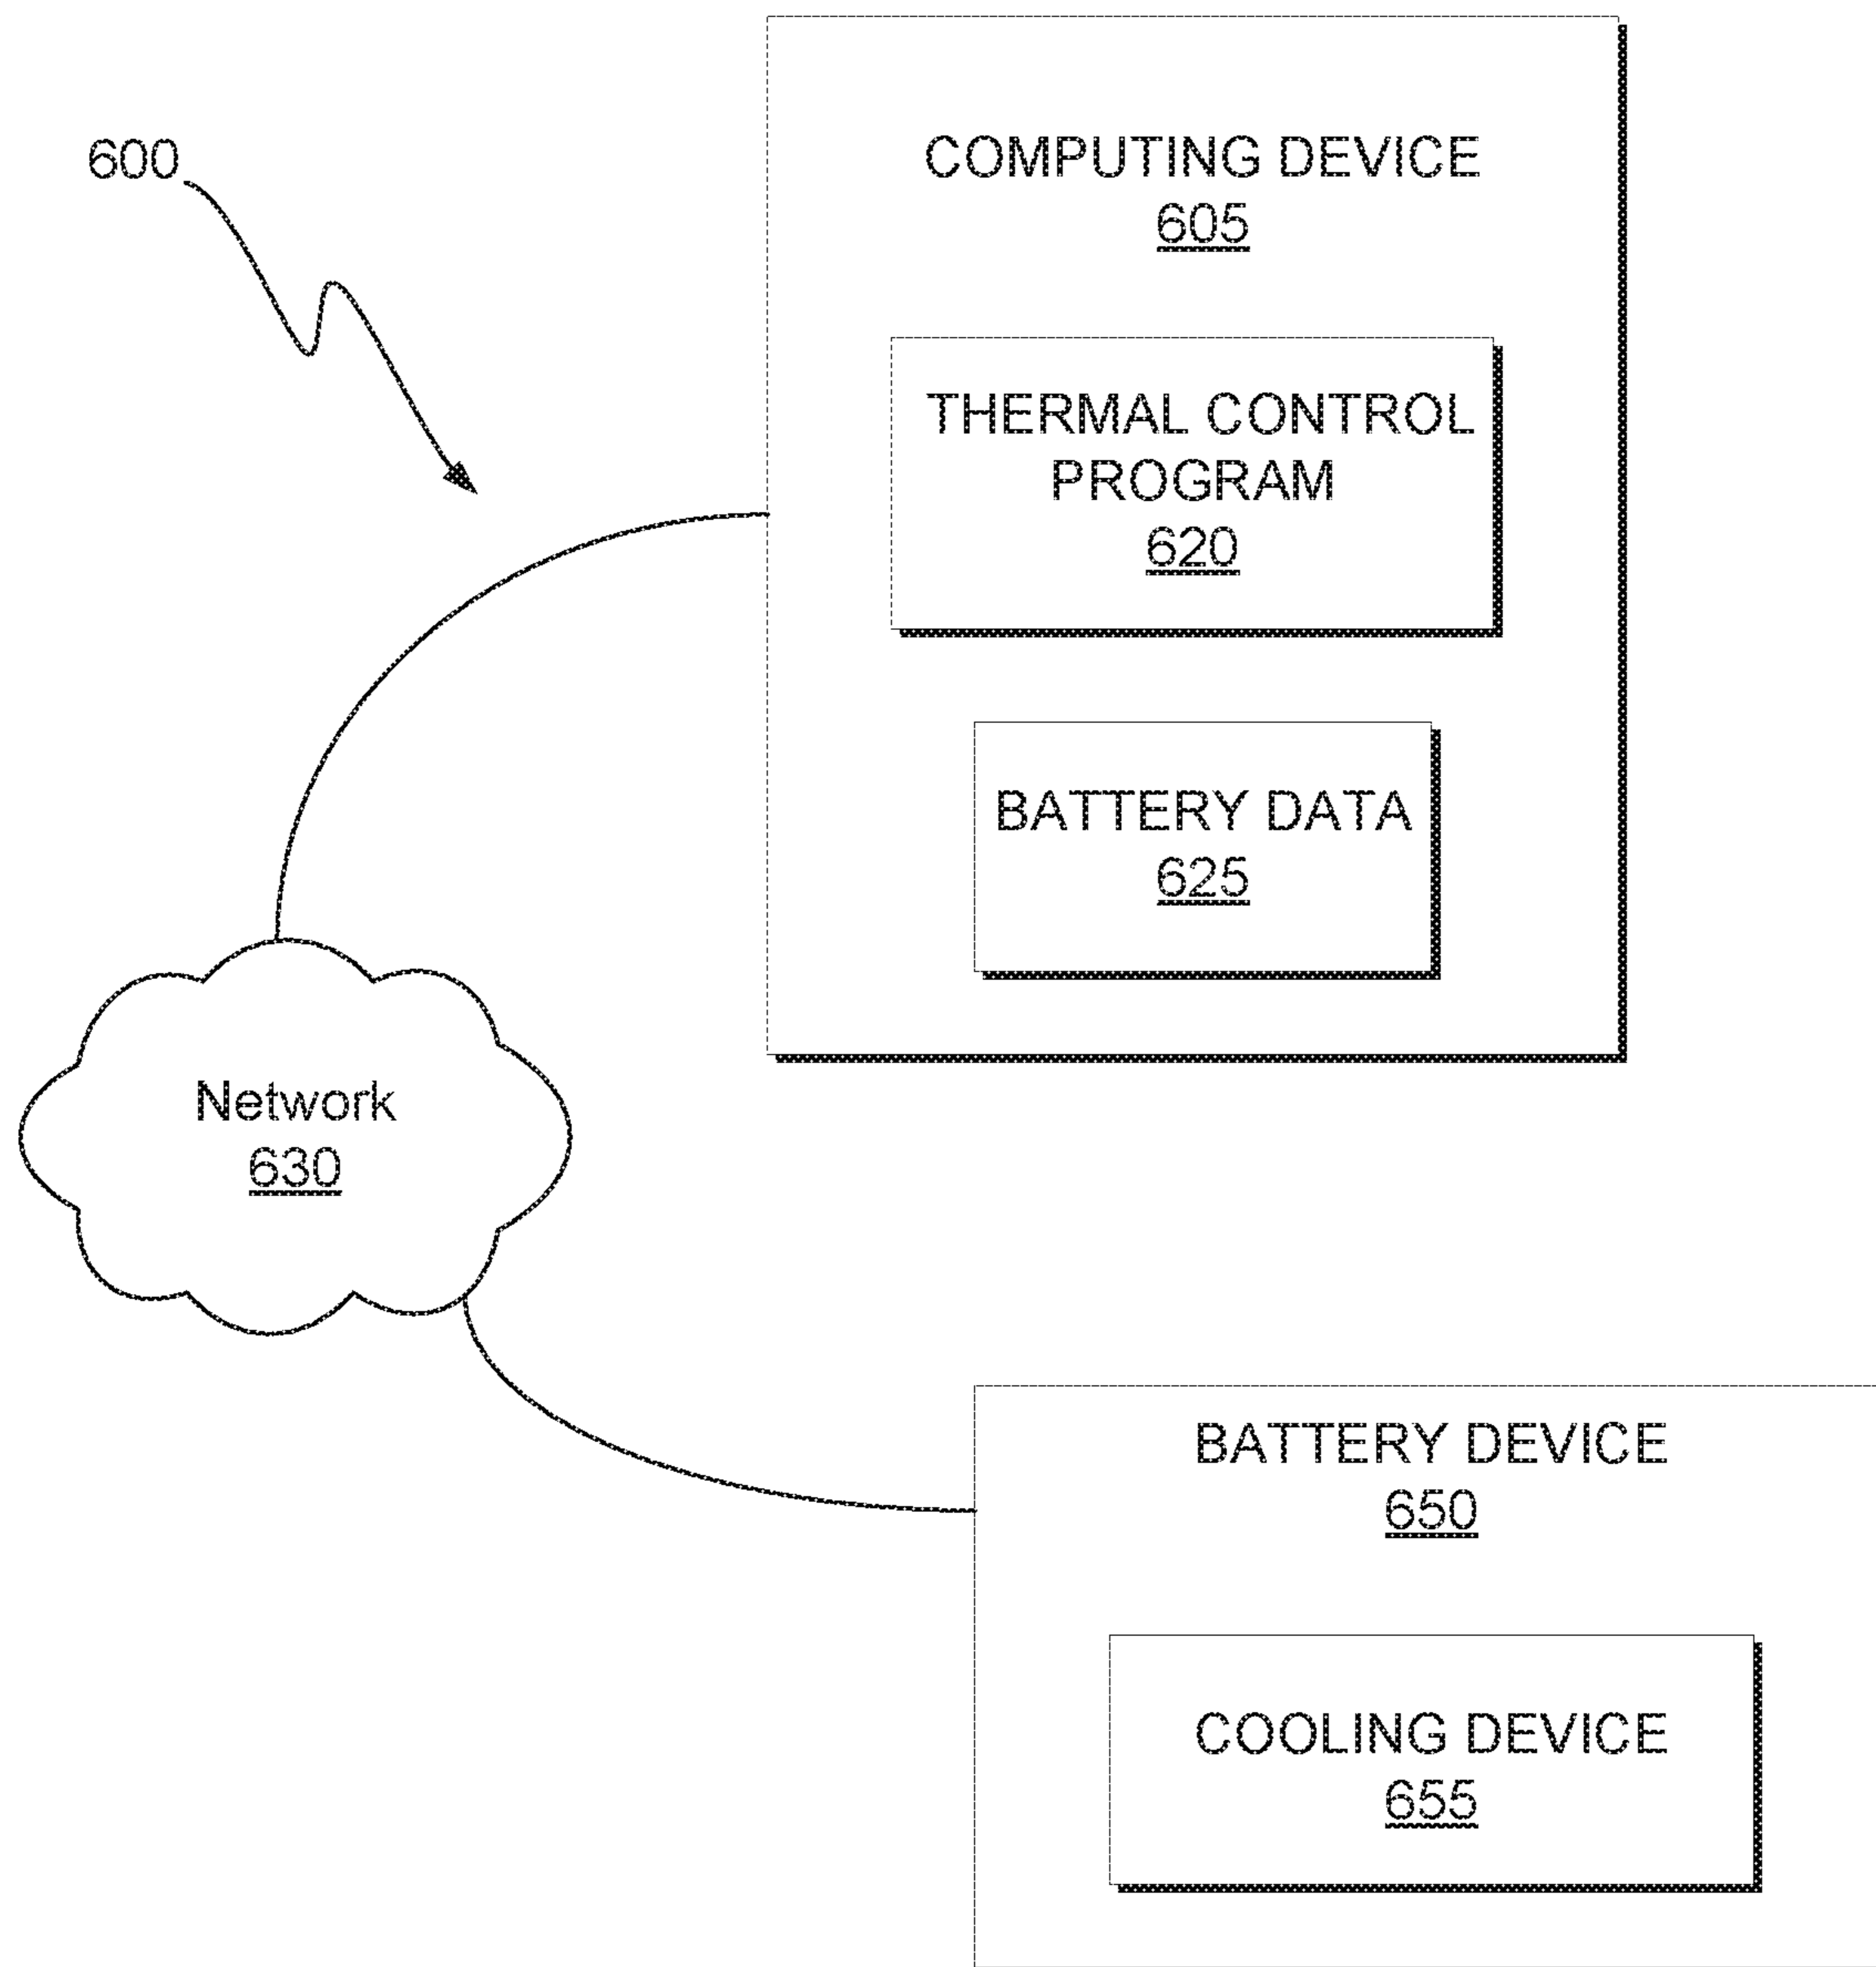 600
COMPUTING DEVICE
605
THERMAL CONTROL
PROGRAM
620
BATTERY DATA
625
Network
630
BATTERY DEVICE
650
COOLING DEVICE
655